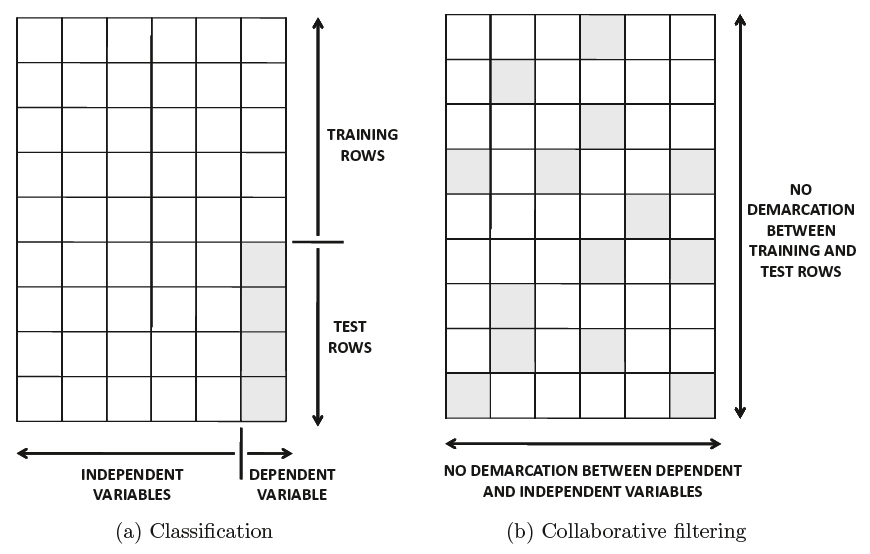 TRAINING
ROWS
TEST
ROWS
INDEPENDENT
VARIABLES
DEPENDENT
VARIABLE
(a) Classification
NO
DEMARCATION
BETWEEN
TRAINING AND
TEST ROWS
NO DEMARCATION BETWEEN DEPENDENT
AND INDEPENDENT VARIABLES
(b) Collaborative filtering